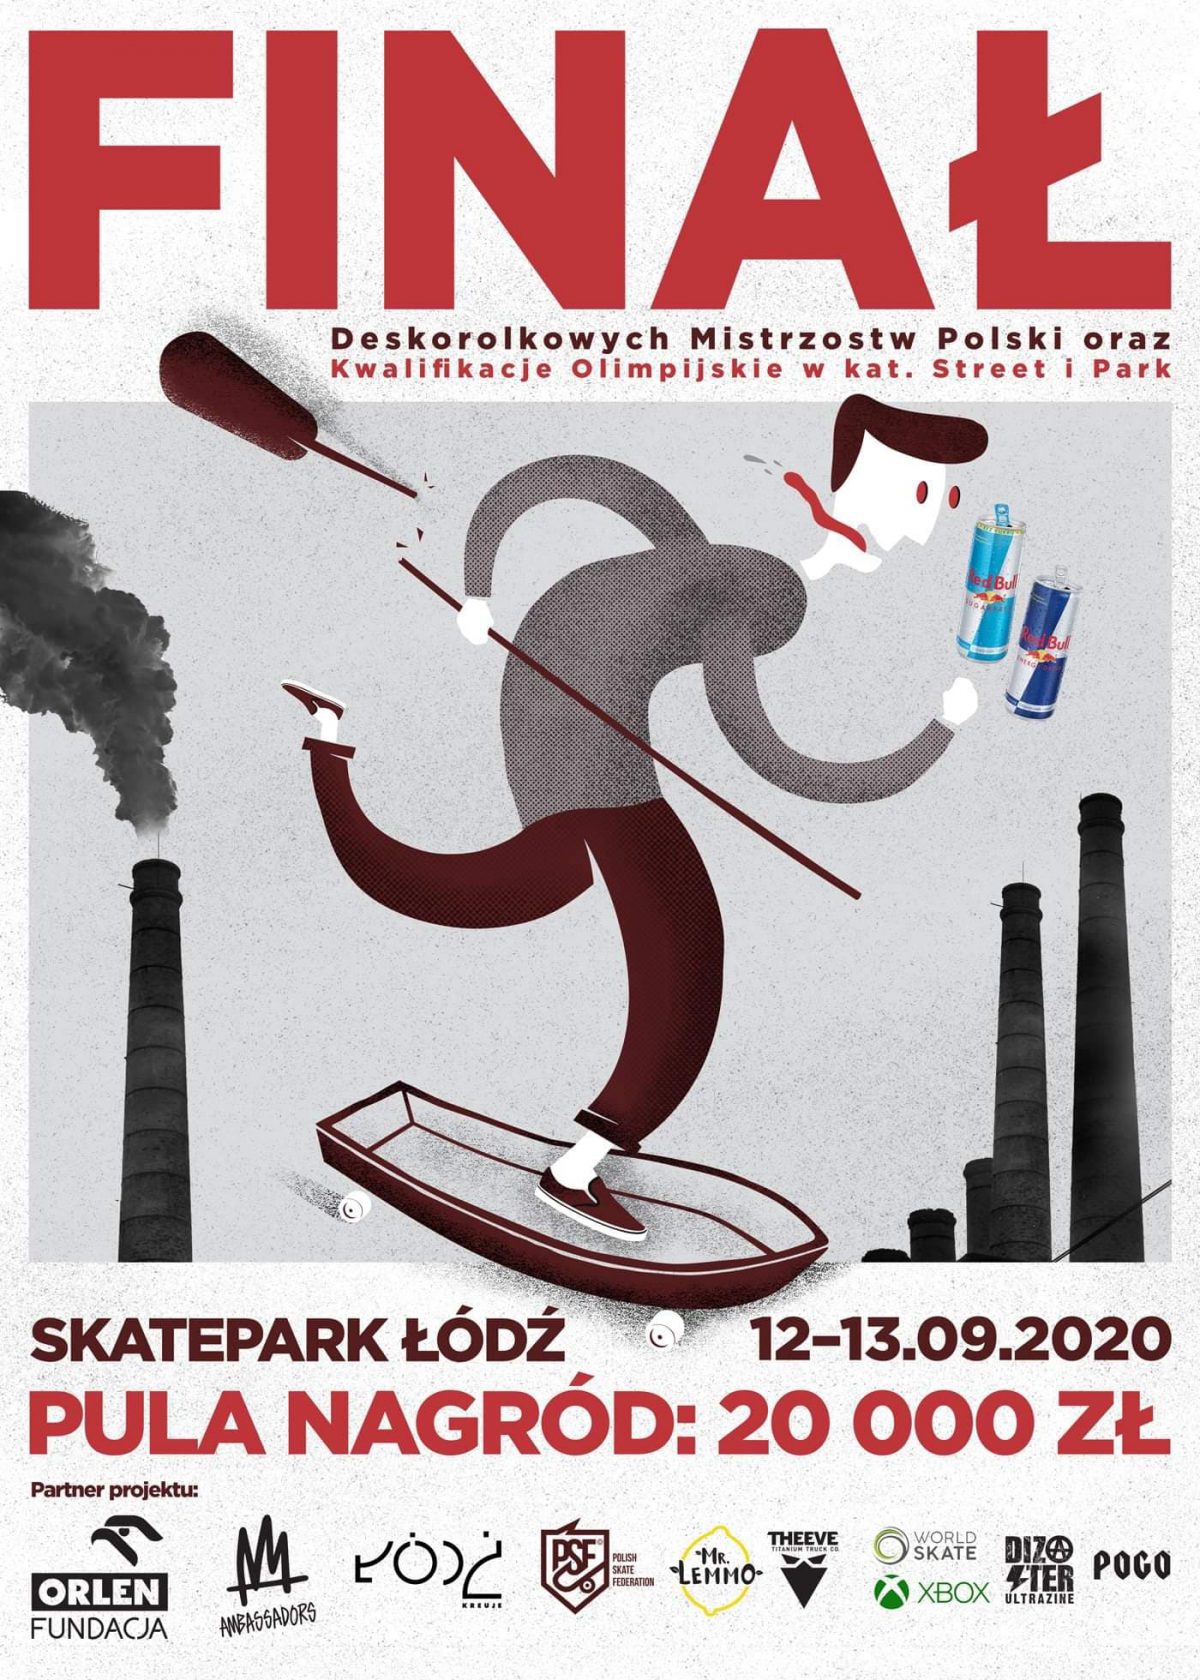 FINAŁ
Deskorolkowych Mistrzostw Polski oraz
Kwalifikacje Olimpijskie w kat. Street i Park
Red Bull
Red Bull
SKATEPARK ŁÓDŹ
12–13.09.2020
PULA NAGRÓD: 20 000 ZŁ
Partner projektu:
ORLEN
FUNDACJA
AMBASSADORS
ŁÓDŹ
KREUJE
PSF
POLISH
SKATE
FEDERATION
MR.
LEMMO
THEEVE
TITANIUM TRUCK CO.
WORLD
SKATE
XBOX
DIZA
STER
ULTRAZINE
POGO